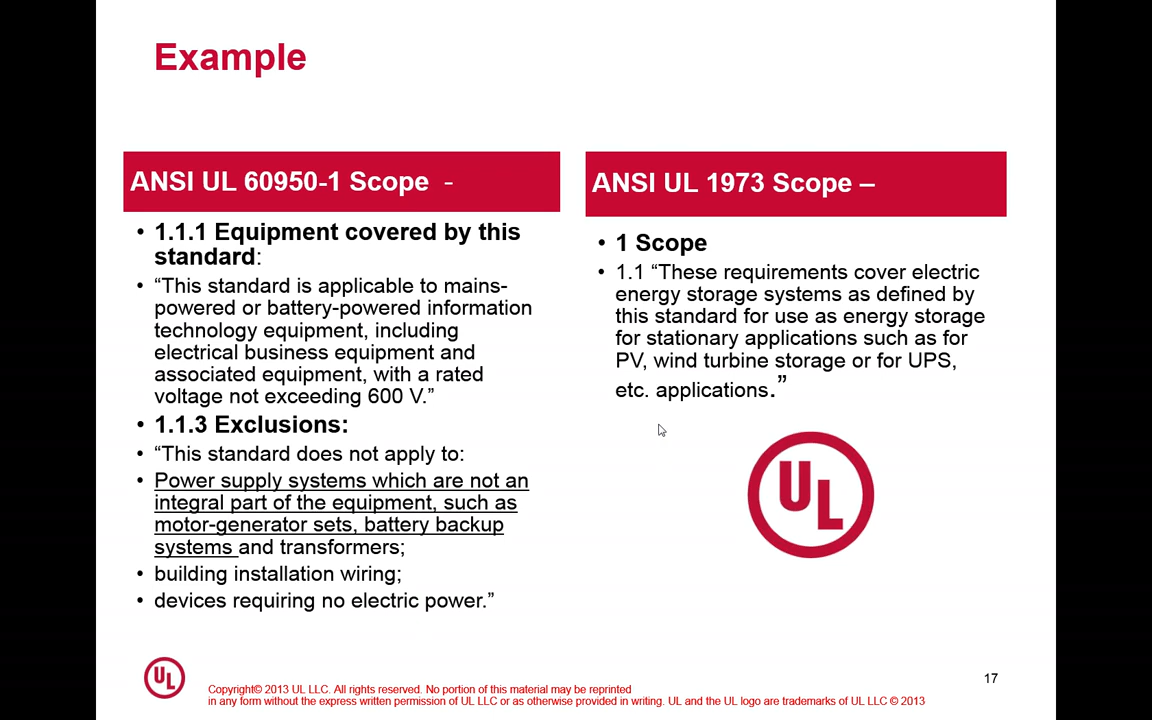 Example
ANSI UL 60950-1 Scope -
• 1.1.1 Equipment covered by this
standard:
• “This standard is applicable to mains-
powered or battery-powered information
technology equipment, including
electrical business equipment and
associated equipment, with a rated
voltage not exceeding 600 V.”
• 1.1.3 Exclusions:
• “This standard does not apply to:
• Power supply systems which are not an
integral part of the equipment, such as
motor-generator sets, battery backup
systems and transformers;
• building installation wiring;
• devices requiring no electric power.”
ANSI UL 1973 Scope –
• 1 Scope
• 1.1 “These requirements cover electric
energy storage systems as defined by
this standard for use as energy storage
for stationary applications such as for
PV, wind turbine storage or for UPS,
etc. applications.”
UL
UL
Copyright© 2013 UL LLC. All rights reserved. No portion of this material may be reprinted
in any form without the express written permission of UL LLC or as otherwise provided in writing. UL and the UL logo are trademarks of UL LLC © 2013
17